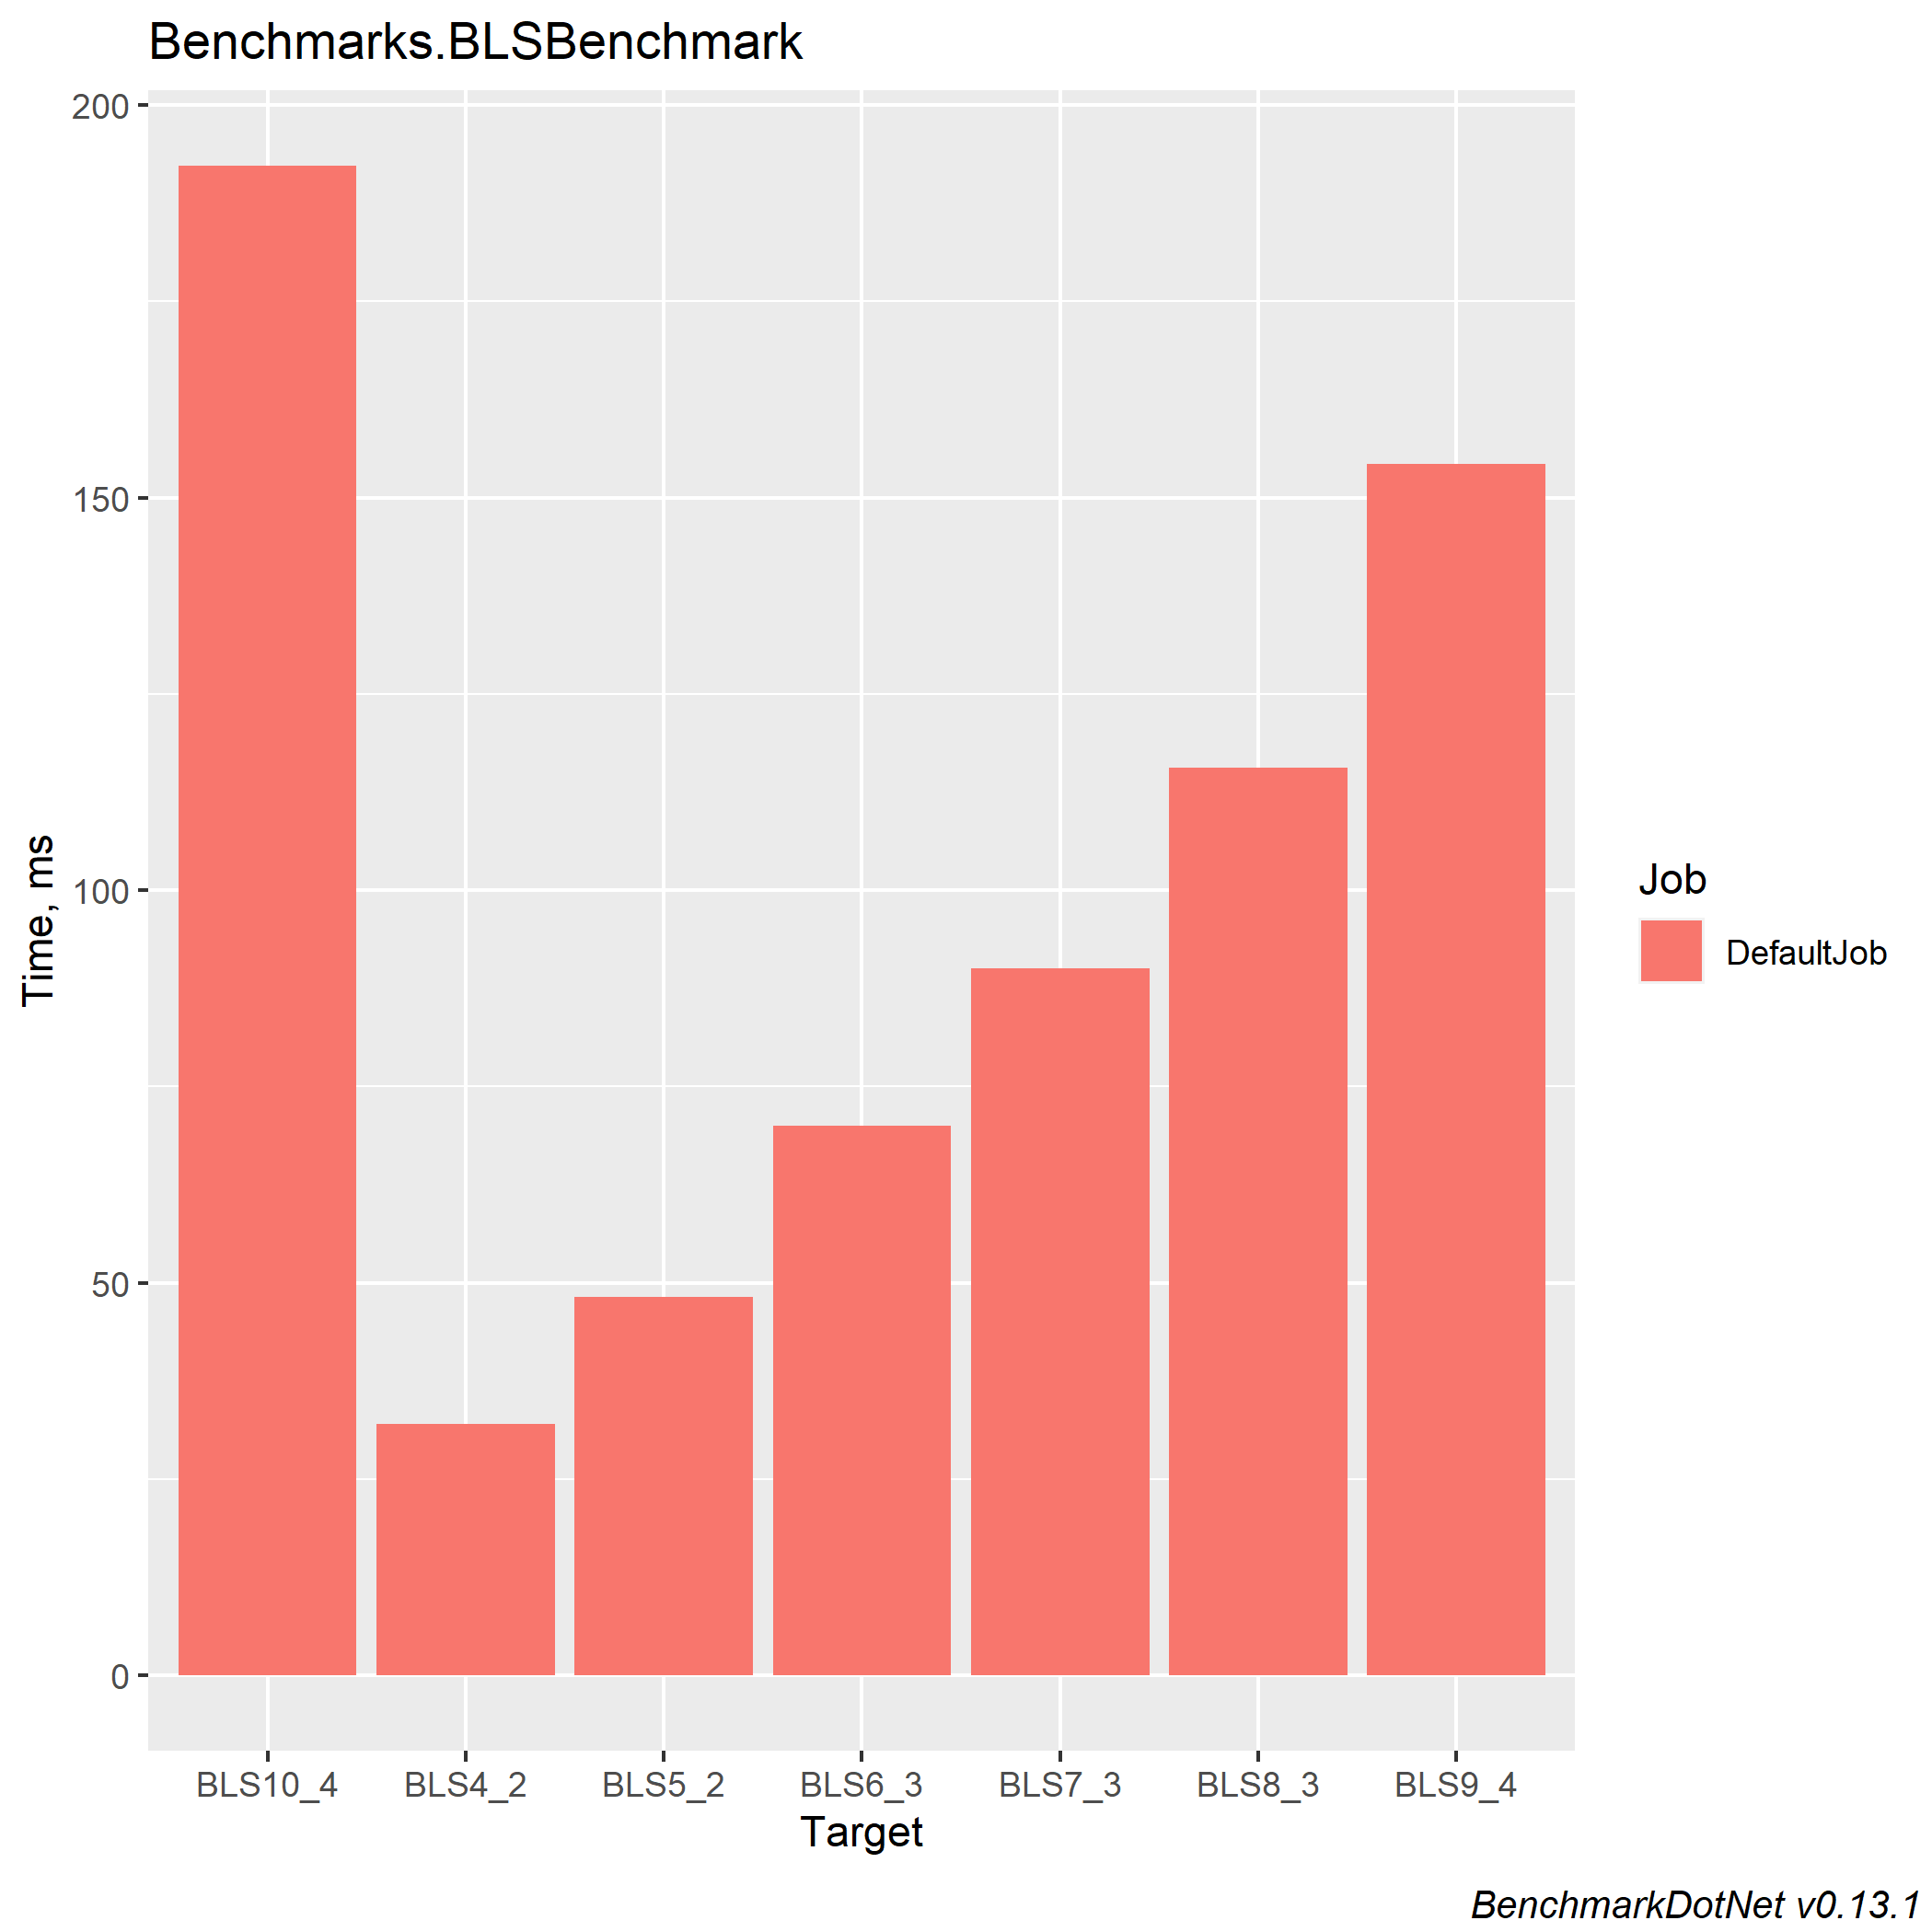 Benchmarks.BLSBenchmark
200
150
100
50
0
Time, ms
BLS10_4 BLS4_2 BLS5_2 BLS6_3 BLS7_3 BLS8_3 BLS9_4
Target
Job
DefaultJob
BenchmarkDotNet v0.13.1